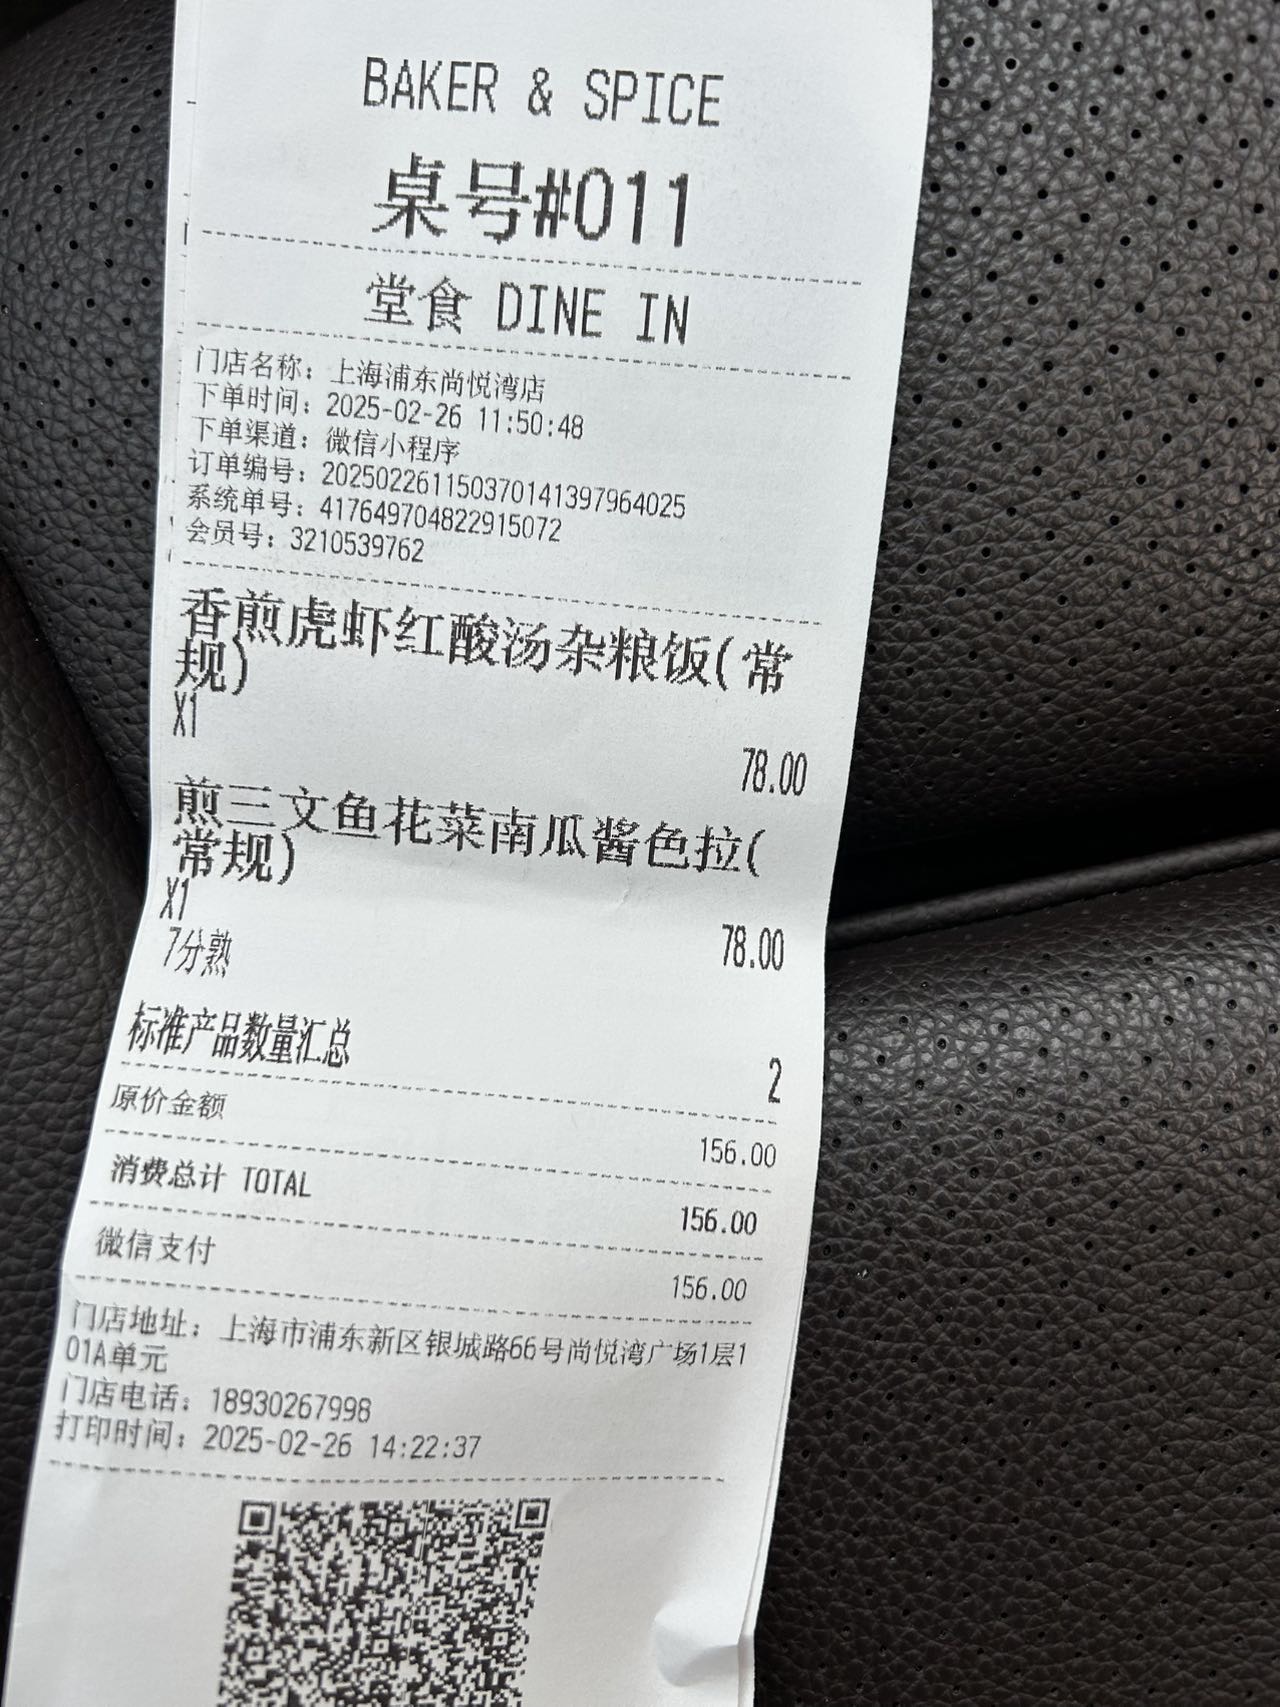 BAKER & SPICE
桌号#011
堂食 DINE IN
门店名称：上海浦东尚悦湾店
下单时间：2025-02-26 11:50:48
下单渠道：微信小程序
订单编号：20250226115037014139796​4025
系统单号：4176497048229​15072
会员号：3210539762
香煎虎虾红酸汤杂粮饭(常
规)
X1
78.00
煎三文鱼花菜南瓜酱色拉(
常规)
X1
78.00
7分熟
标准产品数量汇总
2
原价金额
156.00
消费总计 TOTAL
156.00
微信支付
156.00
门店地址：上海市浦东新区银城路66号尚悦湾广场1层1
01A单元
门店电话：18930267998
打印时间：2025-02-26 14:22:37